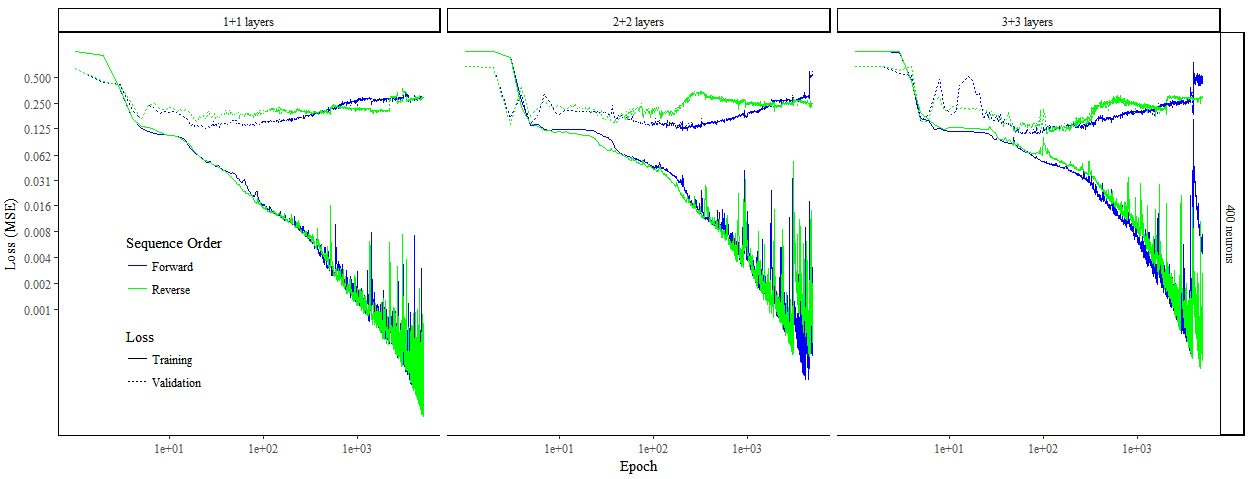 1+1 layers
2+2 layers
3+3 layers
400 neurons
Loss (MSE)
0.500
0.250
0.125
0.062
0.031
0.016
0.008
0.004
0.002
0.001
Sequence Order
Forward
Reverse
Loss
Training
Validation
1e+01
1e+02
1e+03
1e+01
1e+02
1e+03
1e+01
1e+02
1e+03
Epoch